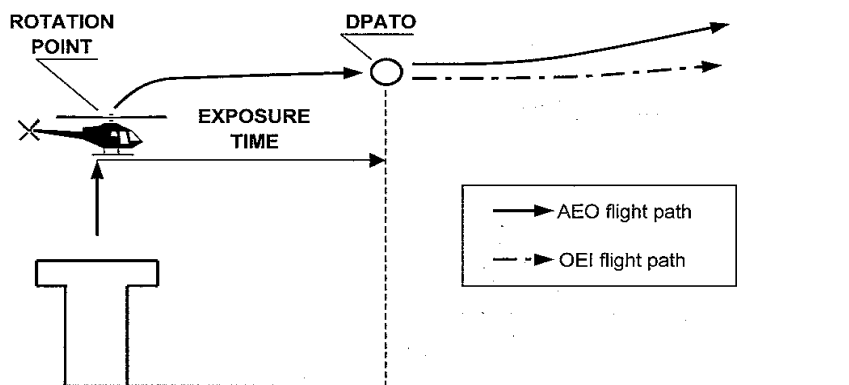 ROTATION
POINT
DPATO
EXPOSURE
TIME
AEO flight path
OEI flight path